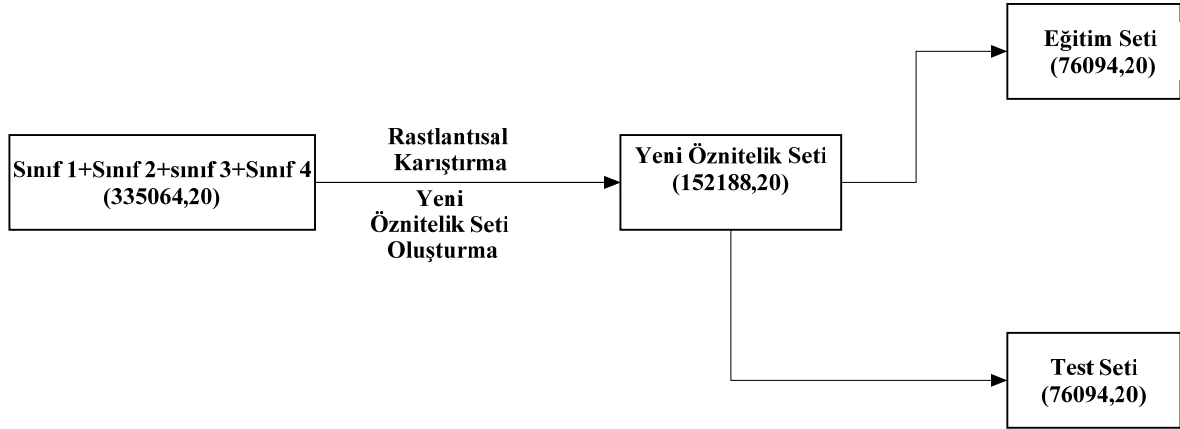 Sınıf 1+Sınıf 2+sınıf 3+Sınıf 4
(335064,20)
Rastlantısal
Karıştırma
Yeni
Öznitelik Seti
Oluşturma
Yeni Öznitelik Seti
(152188,20)
Eğitim Seti
(76094,20)
Test Seti
(76094,20)